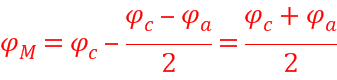 φ_M = φ_c – (φ_c – φ_a)/2 = (φ_c + φ_a)/2